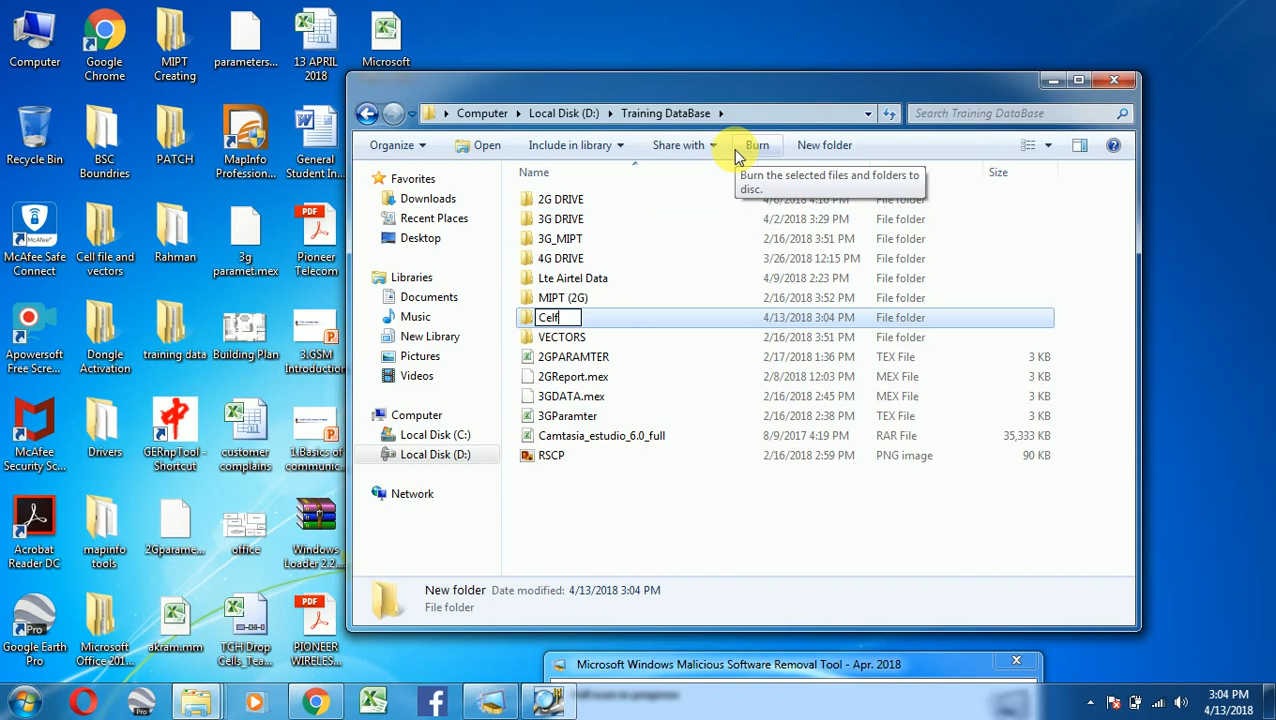 Computer
Google
Chrome
MIPT
Creating
parameters...
13 APRIL
2018
Microsoft
Recycle Bin
BSC
Boundries
PATCH
MapInfo
Profession...
General
Student In...
McAfee Safe
Connect
Cell file and
vectors
Rahman
3g
paramet.mex
PDF
Pioneer
Telecom
Apowersoft
Free Scre...
Dongle
Activation
training data
Building Plan
3.GSM
Introduction
McAfee
Security Sc...
Drivers
GERnpTool -
Shortcut
customer
complains
1.Basics of
communic...
Acrobat
Reader DC
mapinfo
tools
2Gparame...
office
Windows
Loader 2.2...
Google Earth
Pro
Pro
Microsoft
Office 201...
akram.mm
TCH Drop
Cells_Tea...
PDF
PIONEER
WIRELES...
Computer
Local Disk (D:)
Training DataBase
Search Training DataBase
Organize
Open
Include in library
Share with
Burn
New folder
Burn the selected files and folders to
disc.
Name
Size
Favorites
Downloads
Recent Places
Desktop
Libraries
Documents
Music
New Library
Pictures
Videos
Computer
Local Disk (C:)
Local Disk (D:)
Network
2G DRIVE 4/6/2018 3:29 PM File folder
3G DRIVE 4/2/2018 3:29 PM File folder
3G_MIPT 2/16/2018 3:51 PM File folder
4G DRIVE 3/26/2018 12:15 PM File folder
Lte Airtel Data 4/9/2018 2:23 PM File folder
MIPT (2G) 2/16/2018 3:52 PM File folder
Celf 4/13/2018 3:04 PM File folder
VECTORS 2/16/2018 3:51 PM File folder
2GPARAMTER 2/17/2018 1:36 PM TEX File 3 KB
2GReport.mex 2/8/2018 12:03 PM MEX File 3 KB
3GDATA.mex 2/16/2018 2:45 PM MEX File 3 KB
3GParamter 2/16/2018 2:38 PM TEX File 3 KB
Camtasia_estudio_6.0_full 8/9/2017 4:19 PM RAR File 35,333 KB
RSCP 2/16/2018 2:59 PM PNG image 90 KB
New folder Date modified: 4/13/2018 3:04 PM
File folder
Microsoft Windows Malicious Software Removal Tool - Apr. 2018
3:04 PM
4/13/2018